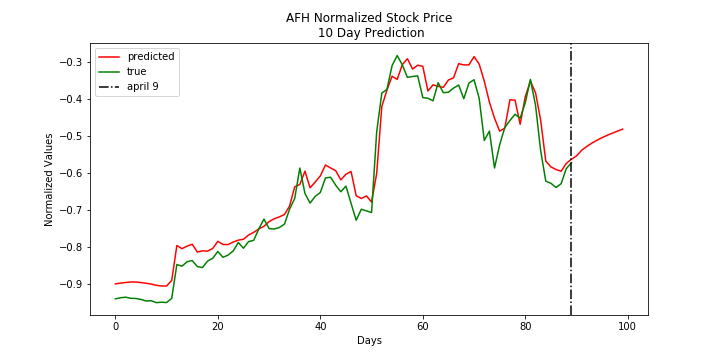 AFH Normalized Stock Price
10 Day Prediction
predicted
true
april 9
Normalized Values
−0.3
−0.4
−0.5
−0.6
−0.7
−0.8
−0.9
0 20 40 60 80 100
Days